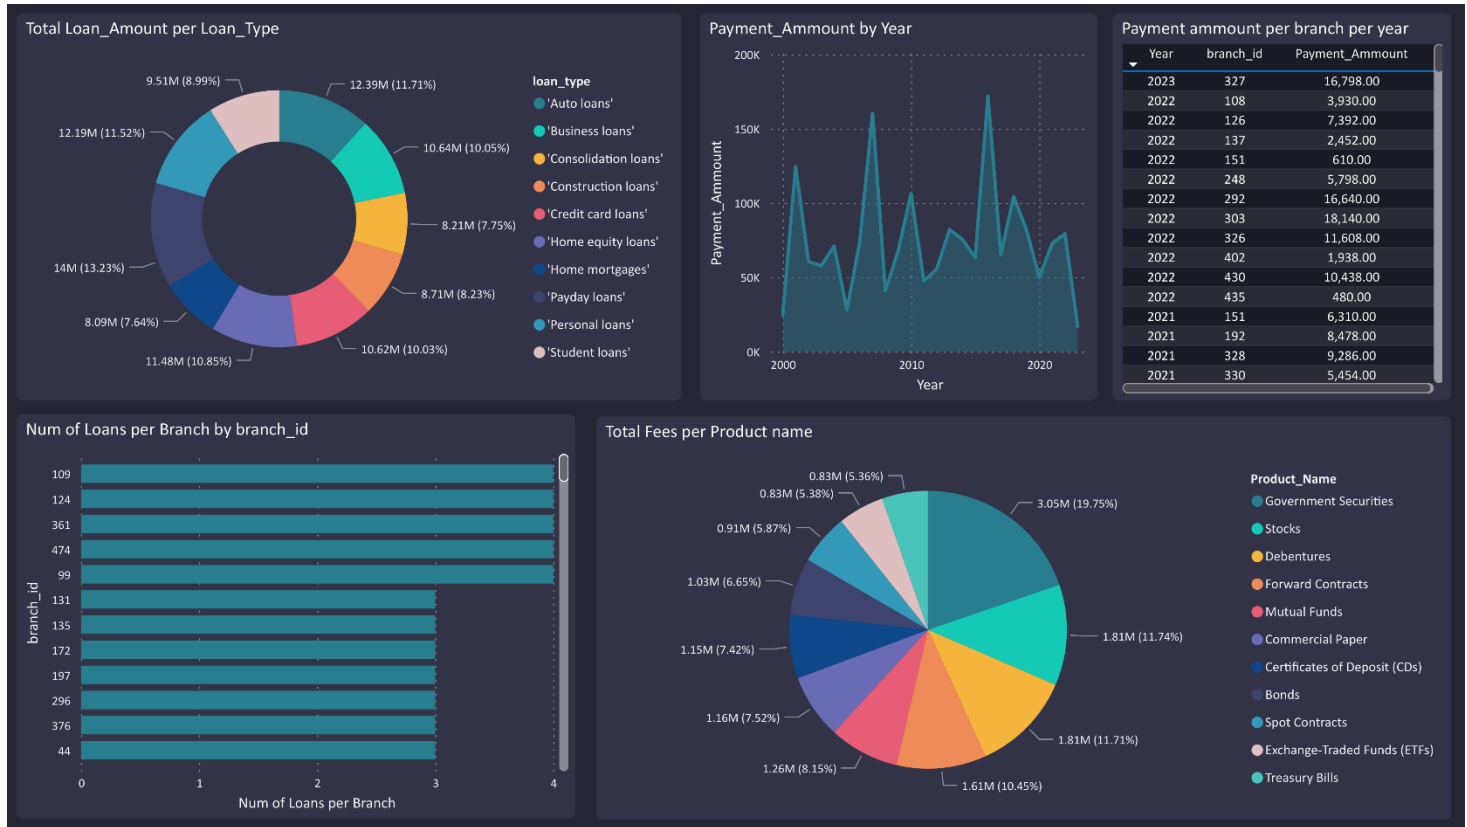 Total Loan_Amount per Loan_Type
9.51M (8.99%)
12.39M (11.71%)
12.19M (11.52%)
10.64M (10.05%)
8.21M (7.75%)
14M (13.23%)
8.71M (8.23%)
8.09M (7.64%)
10.62M (10.03%)
11.48M (10.85%)
loan_type
'Auto loans'
'Business loans'
'Consolidation loans'
'Construction loans'
'Credit card loans'
'Home equity loans'
'Home mortgages'
'Payday loans'
'Personal loans'
'Student loans'
Payment_Ammount by Year
200K
150K
100K
50K
0K
Payment_Ammount
2000 2010 2020
Year
Payment ammount per branch per year
Year branch_id Payment_Ammount
2023 327 16,798.00
2022 108 3,930.00
2022 126 7,392.00
2022 137 2,452.00
2022 151 610.00
2022 248 5,798.00
2022 292 16,640.00
2022 303 18,140.00
2022 326 11,608.00
2022 402 1,938.00
2022 430 10,438.00
2022 435 480.00
2021 151 6,310.00
2021 192 8,478.00
2021 328 9,286.00
2021 330 5,454.00
Num of Loans per Branch by branch_id
branch_id
109
124
361
474
99
131
135
172
197
296
376
44
0 1 2 3 4
Num of Loans per Branch
Total Fees per Product name
0.83M (5.36%)
0.83M (5.38%)
3.05M (19.75%)
0.91M (5.87%)
1.03M (6.65%)
1.81M (11.74%)
1.15M (7.42%)
1.16M (7.52%)
1.81M (11.71%)
1.26M (8.15%)
1.61M (10.45%)
Product_Name
Government Securities
Stocks
Debentures
Forward Contracts
Mutual Funds
Commercial Paper
Certificates of Deposit (CDs)
Bonds
Spot Contracts
Exchange-Traded Funds (ETFs)
Treasury Bills